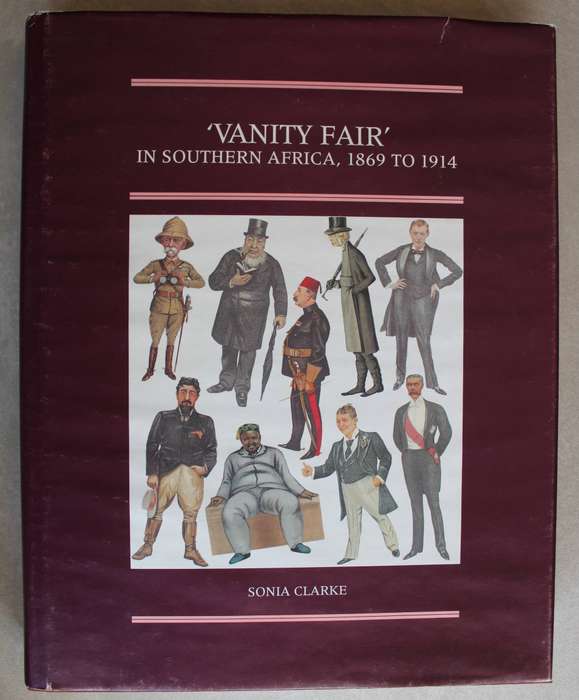 'VANITY FAIR'
IN SOUTHERN AFRICA, 1869 TO 1914
SONIA CLARKE